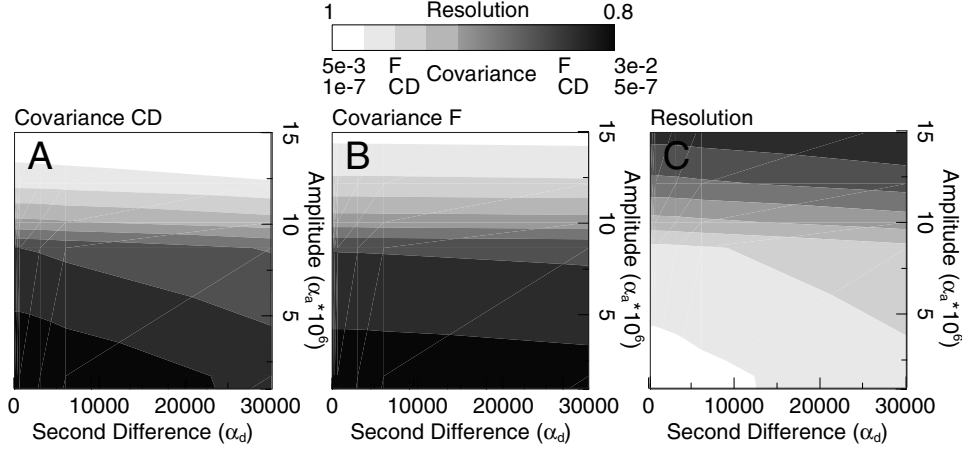 1 Resolution 0.8
5e-3 F Covariance F 3e-2
1e-7 CD CD 5e-7
Covariance CD
Covariance F
Resolution
A
B
C
15
10
5
Amplitude (αa*10⁶)
15
10
5
Amplitude (αa*10⁶)
15
10
5
Amplitude (αa*10⁶)
0 10000 20000 30000
0 10000 20000 30000
0 10000 20000 30000
Second Difference (αd)
Second Difference (αd)
Second Difference (αd)